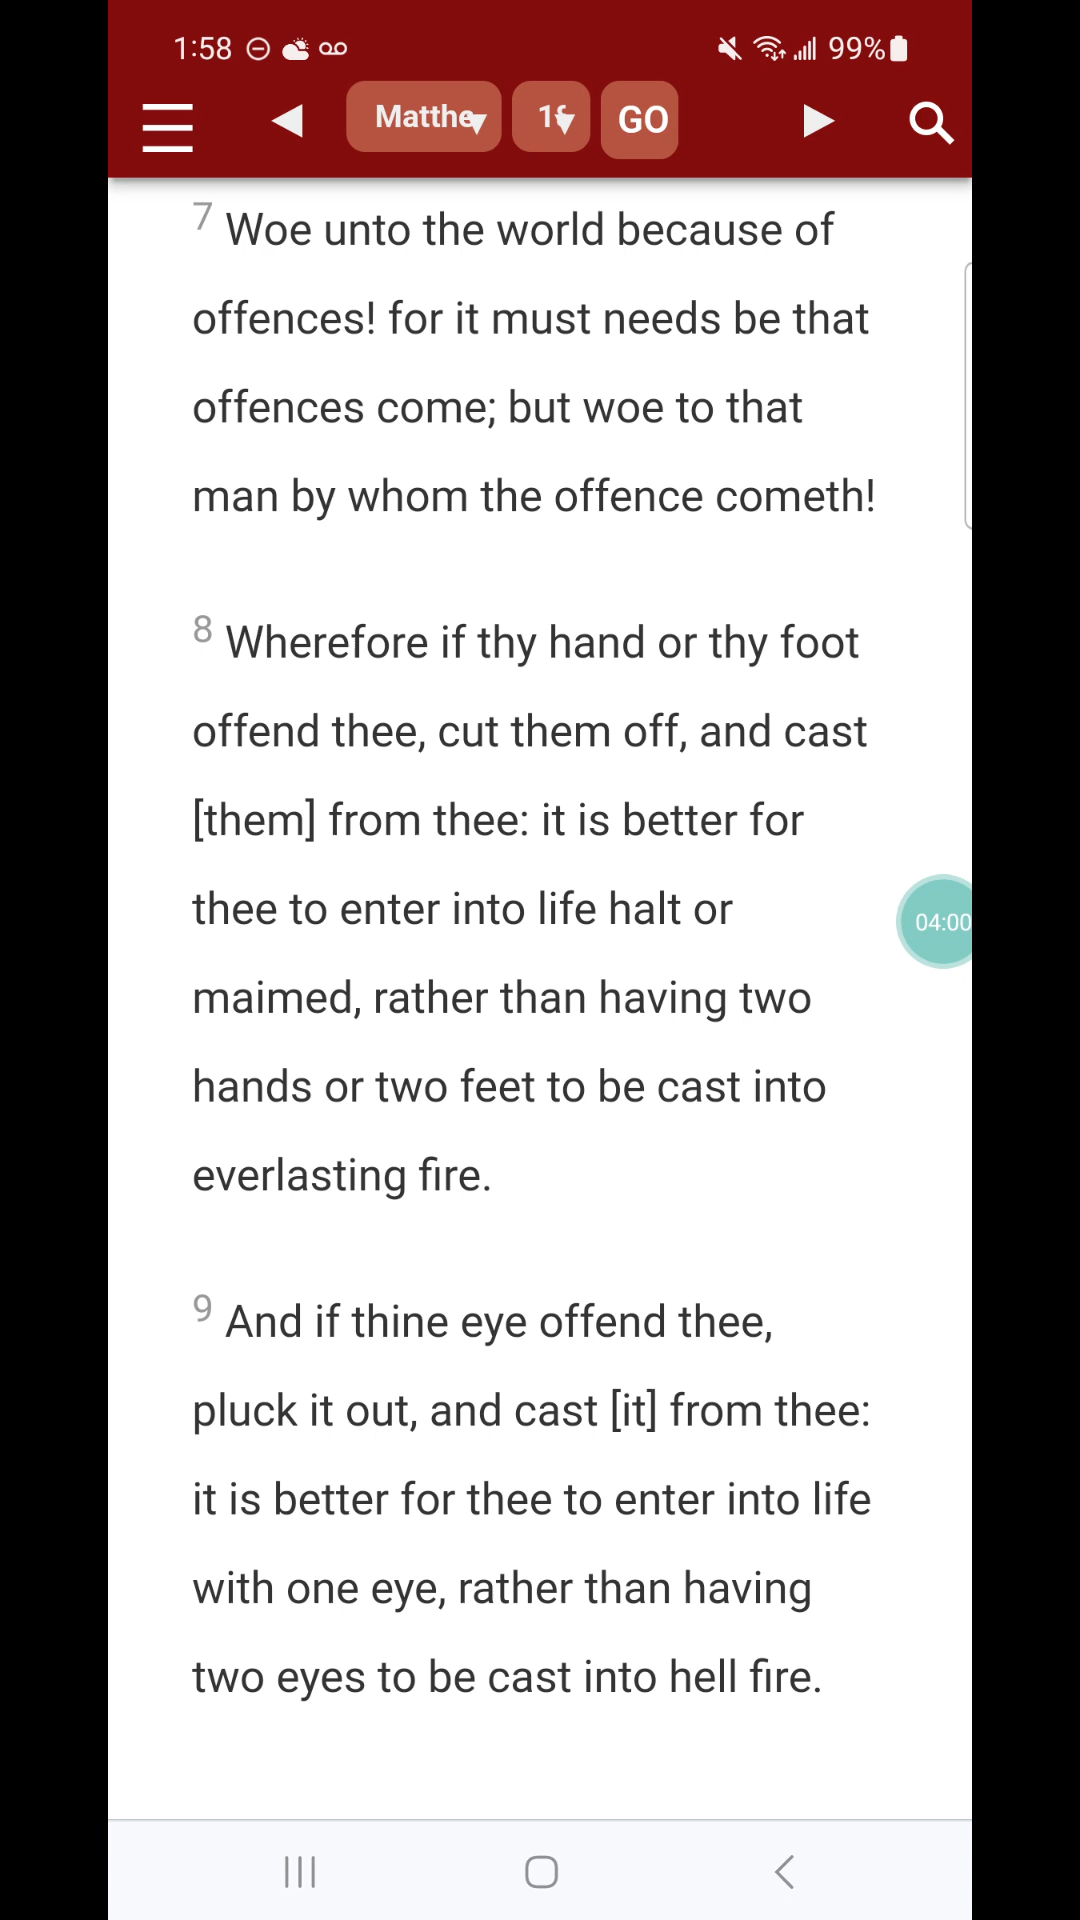 1:58 99%
Matthe GO
7 Woe unto the world because of
offences! for it must needs be that
offences come; but woe to that
man by whom the offence cometh!
8 Wherefore if thy hand or thy foot
offend thee, cut them off, and cast
[them] from thee: it is better for
thee to enter into life halt or
maimed, rather than having two
hands or two feet to be cast into
everlasting fire.
04:00
9 And if thine eye offend thee,
pluck it out, and cast [it] from thee:
it is better for thee to enter into life
with one eye, rather than having
two eyes to be cast into hell fire.